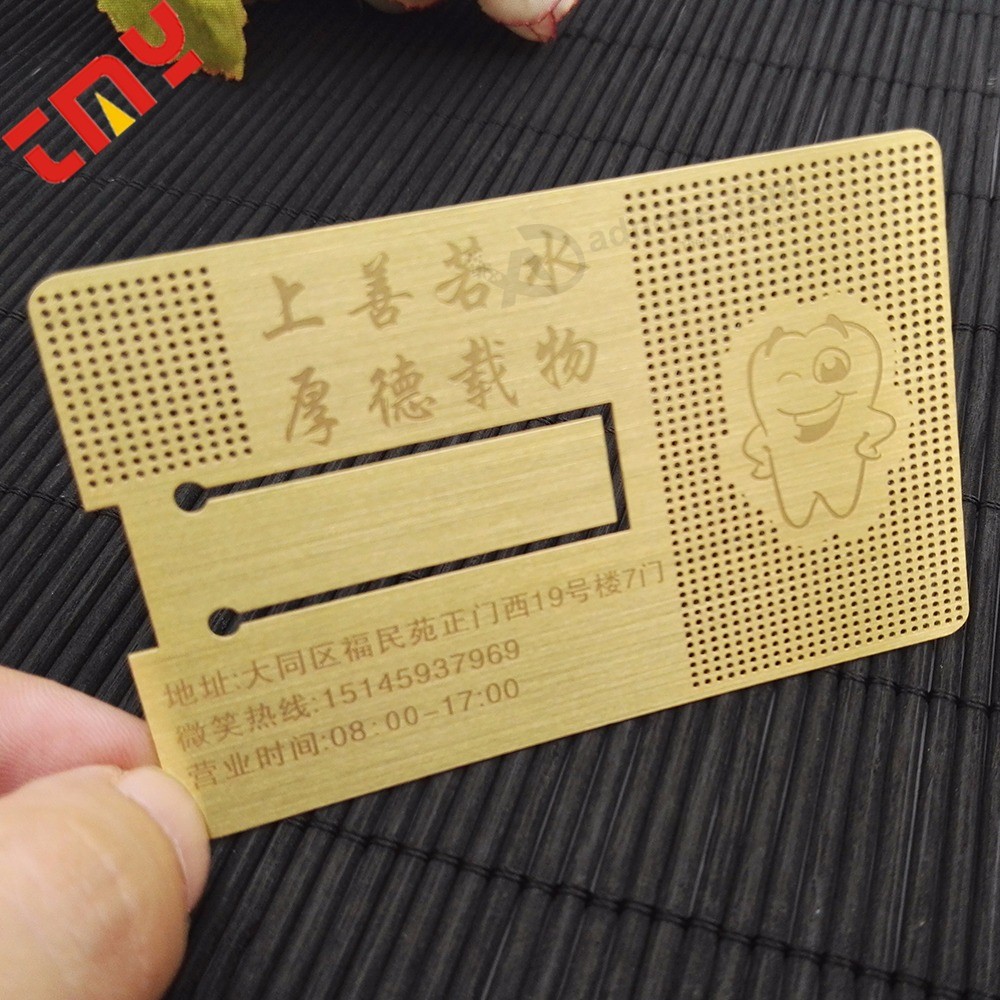 TMY
上善若水
厚德载物
地址:大同区福民苑正门西19号楼7门
微笑热线:15145937969
营业时间:08:00-17:00